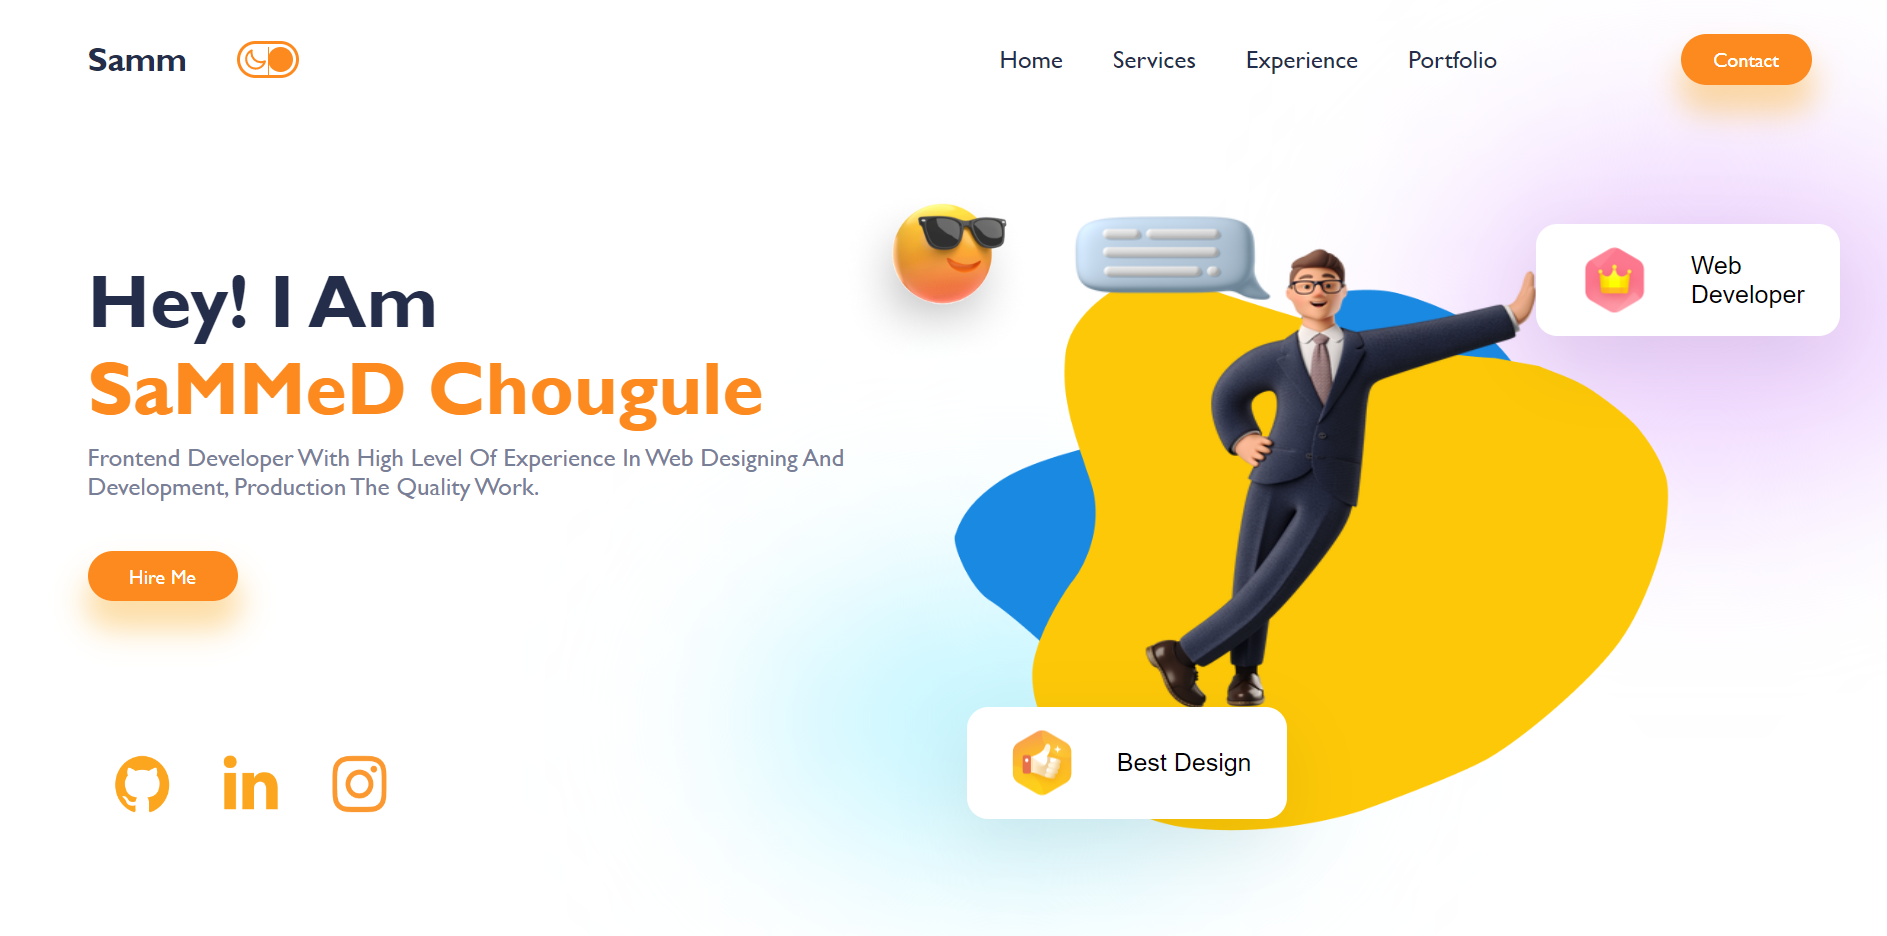 Samm
Home
Services
Experience
Portfolio
Contact
Hey! I Am
SaMMeD Chougule
Frontend Developer With High Level Of Experience In Web Designing And
Development, Production The Quality Work.
Hire Me
Web
Developer
Best Design
in